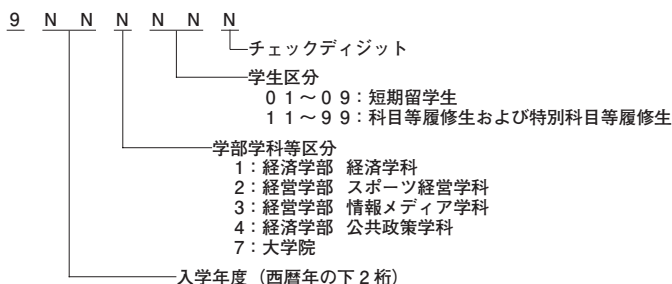 9 N N N N N N
チェックディジット
学生区分
０１～０９：短期留学生
１１～９９：科目等履修生および特別科目等履修生
学部学科等区分
１：経済学部 経済学科
２：経営学部 スポーツ経営学科
３：経営学部 情報メディア学科
４：経済学部 公共政策学科
７：大学院
入学年度（西暦年の下２桁）